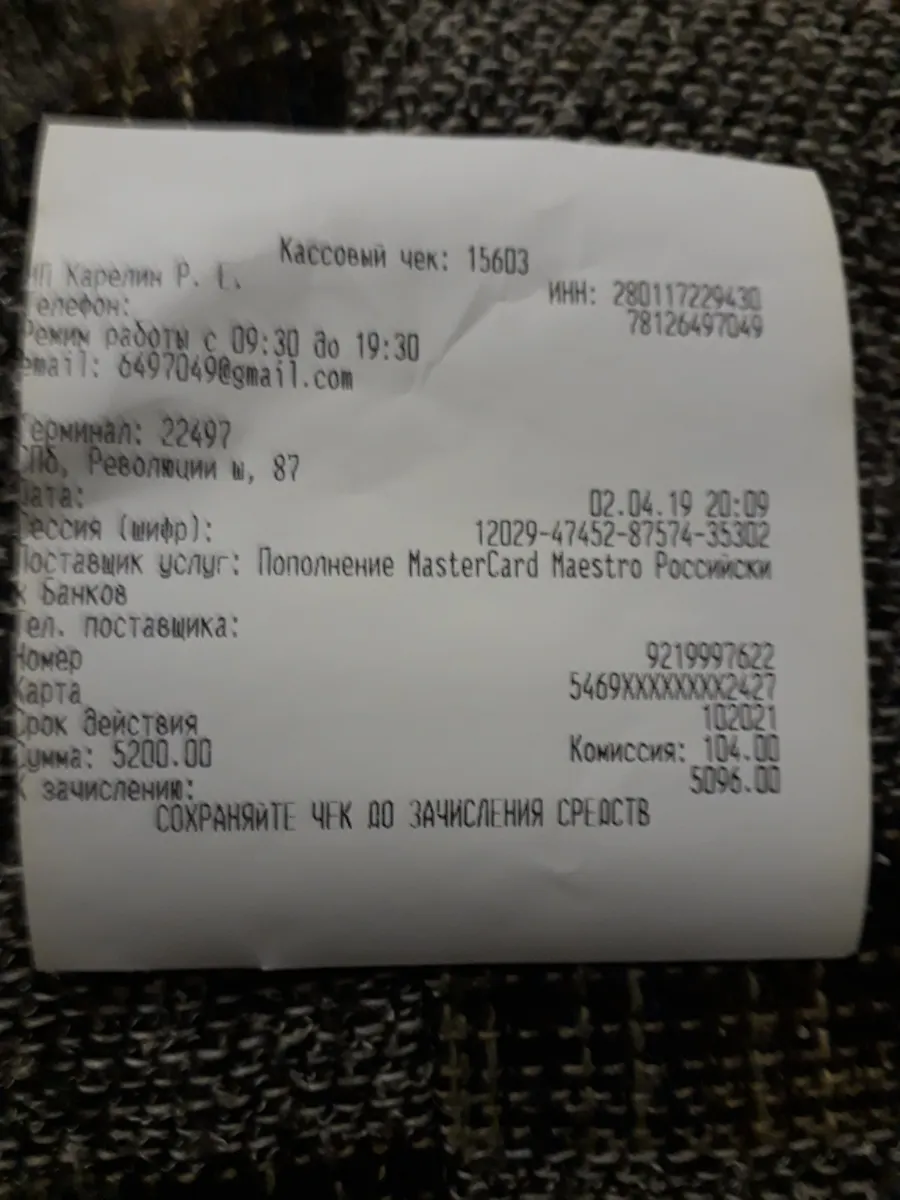 Кассовый чек: 15603
ИП Карелин Р. Е.
ИНН: 280117229430
Телефон: 78126497049
Режим работы с 09:30 до 19:30
email: 6497049@gmail.com
Терминал: 22497
СПб, Революции ш, 87
Дата: 02.04.19 20:09
Сессия (шифр): 12029-47452-87574-35302
Поставщик услуг: Пополнение MasterCard Maestro Российски
х Банков
Тел. поставщика:
Номер 9219997622
Карта 5469XXXXXXXX2427
Срок действия 102021
Сумма: 5200.00 Комиссия: 104.00
К зачислению: 5096.00
СОХРАНЯЙТЕ ЧЕК ДО ЗАЧИСЛЕНИЯ СРЕДСТВ